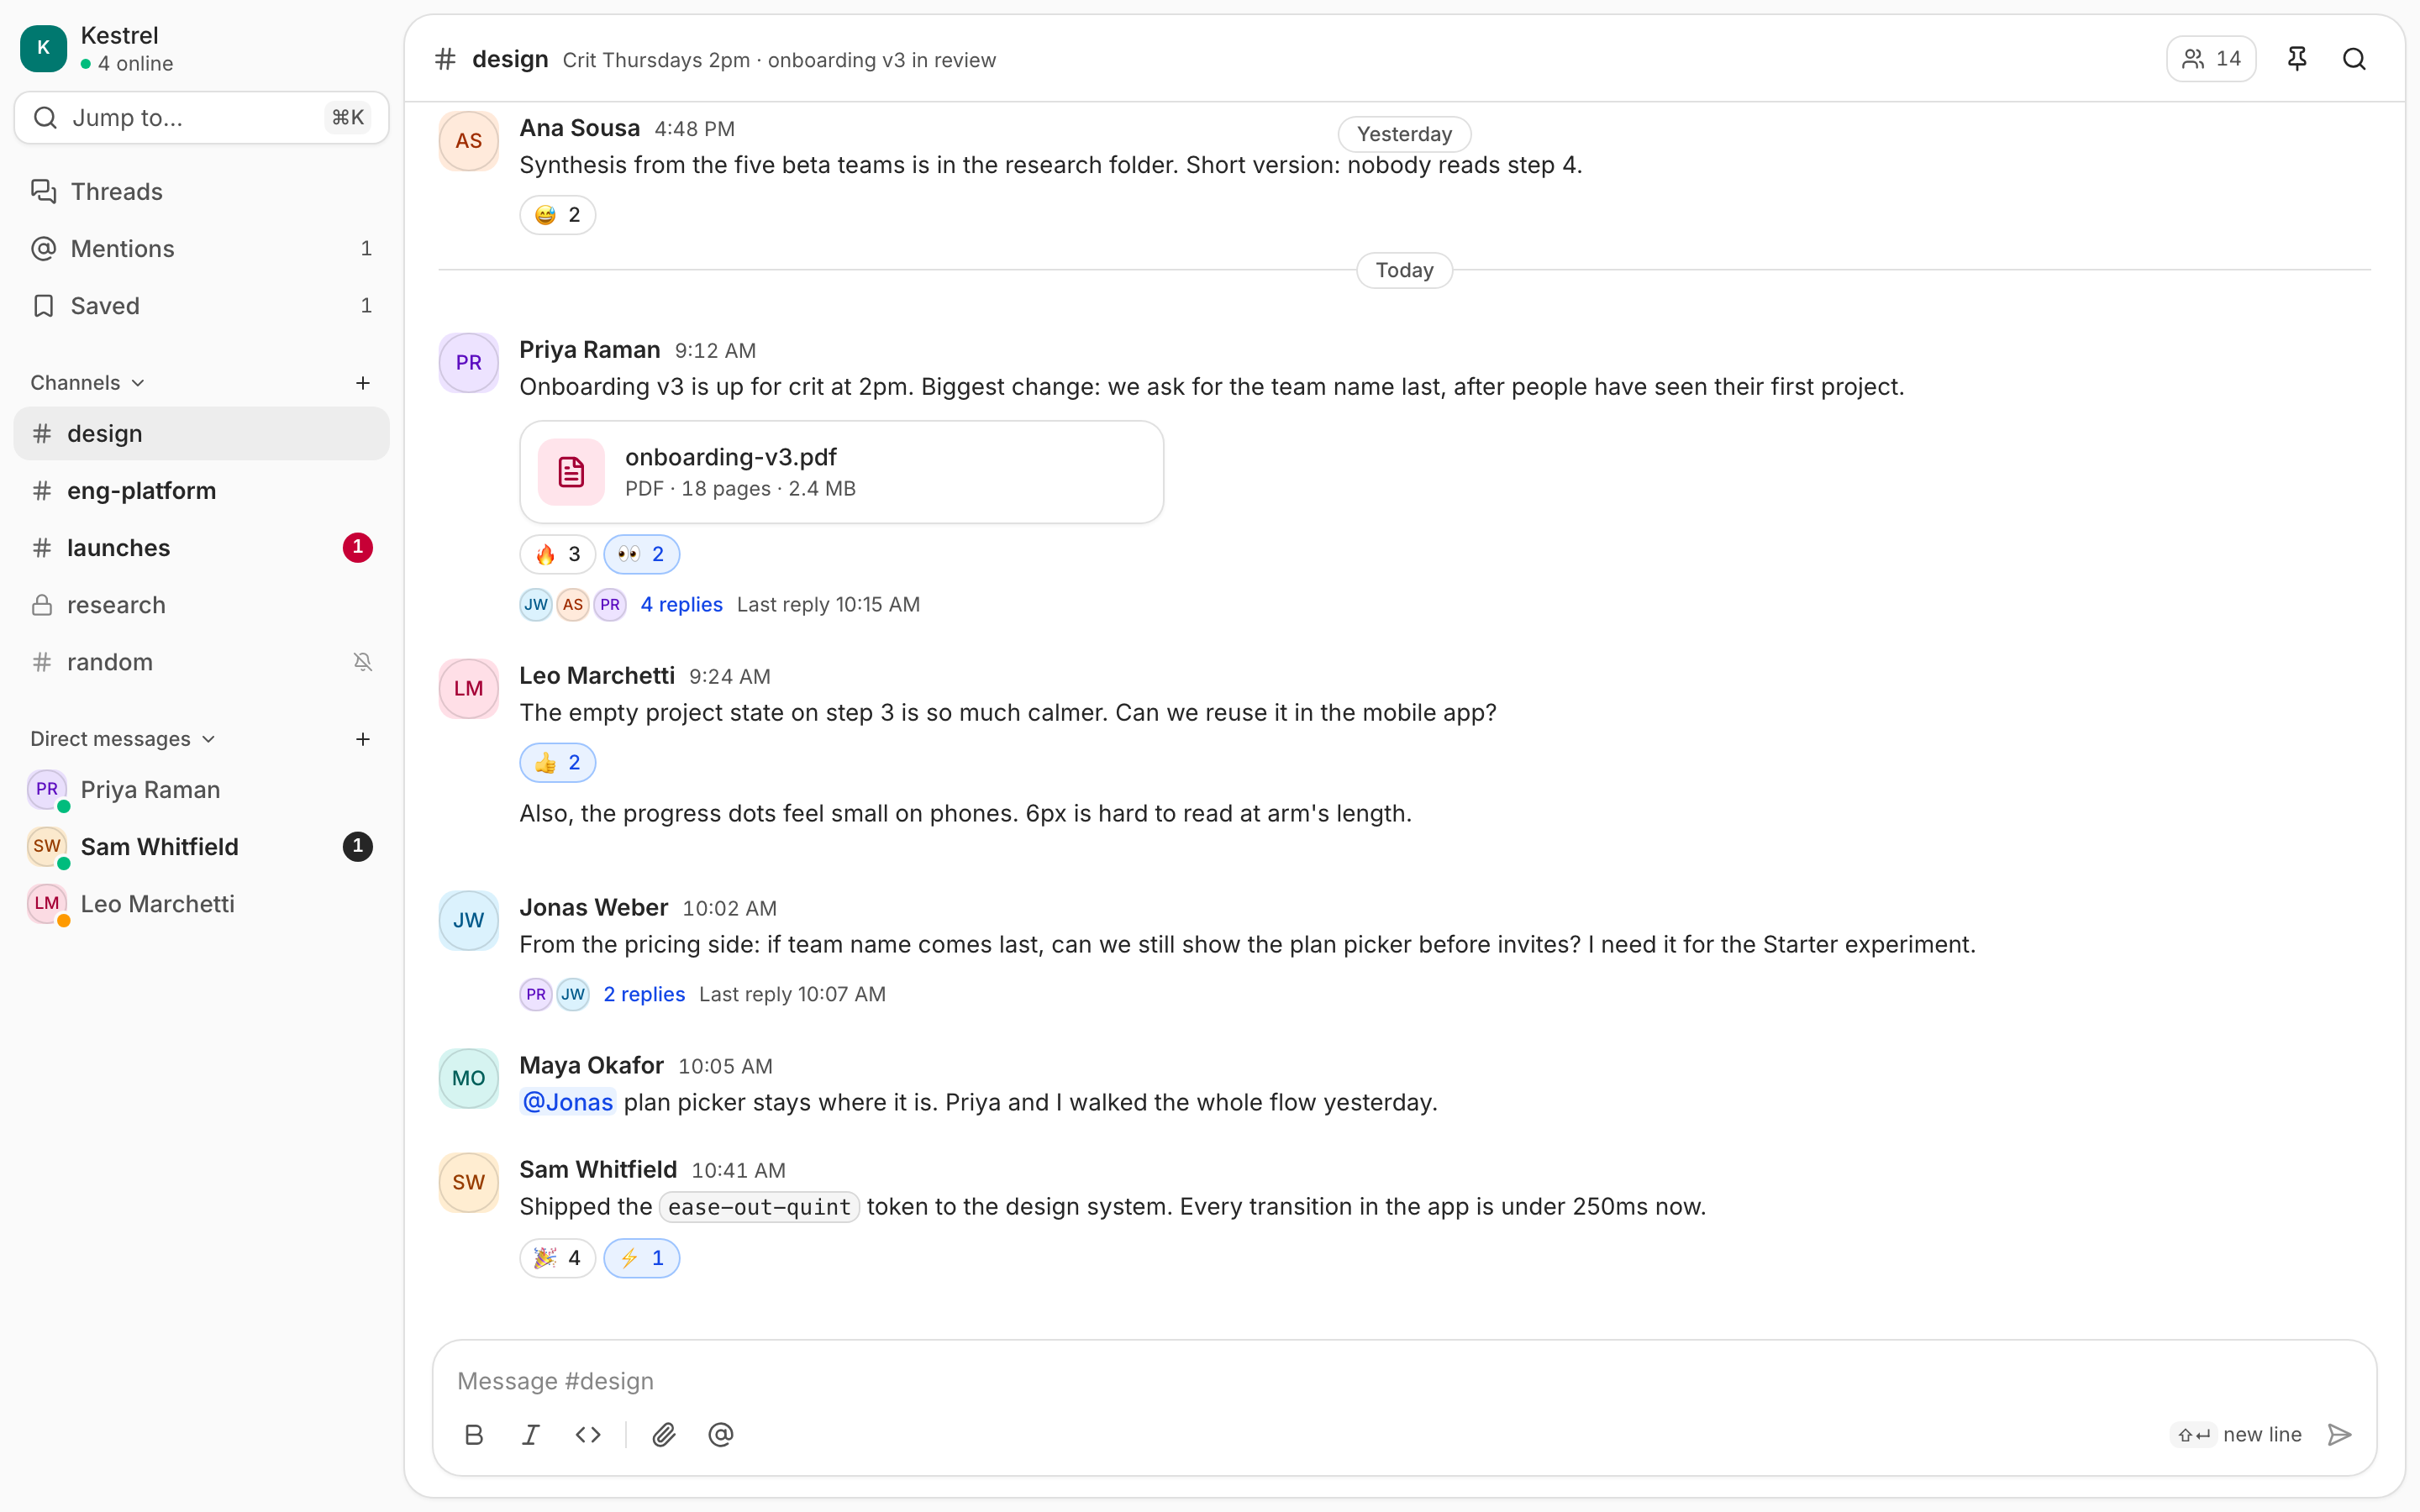 K
Kestrel
4 online
Jump to...
⌘K
Threads
Mentions
1
Saved
1
Channels
design
eng-platform
launches
1
research
random
Direct messages
PR
Priya Raman
SW
Sam Whitfield
1
LM
Leo Marchetti
# design Crit Thursdays 2pm · onboarding v3 in review
14
Yesterday
AS
Ana Sousa 4:48 PM
Synthesis from the five beta teams is in the research folder. Short version: nobody reads step 4.
😅 2
Today
PR
Priya Raman 9:12 AM
Onboarding v3 is up for crit at 2pm. Biggest change: we ask for the team name last, after people have seen their first project.
onboarding-v3.pdf
PDF · 18 pages · 2.4 MB
🔥 3 👀 2
JW AS PR 4 replies Last reply 10:15 AM
LM
Leo Marchetti 9:24 AM
The empty project state on step 3 is so much calmer. Can we reuse it in the mobile app?
👍 2
Also, the progress dots feel small on phones. 6px is hard to read at arm's length.
JW
Jonas Weber 10:02 AM
From the pricing side: if team name comes last, can we still show the plan picker before invites? I need it for the Starter experiment.
PR JW 2 replies Last reply 10:07 AM
MO
Maya Okafor 10:05 AM
@Jonas plan picker stays where it is. Priya and I walked the whole flow yesterday.
SW
Sam Whitfield 10:41 AM
Shipped the ease-out-quint token to the design system. Every transition in the app is under 250ms now.
🎉 4 ⚡ 1
Message #design
⇧↵ new line